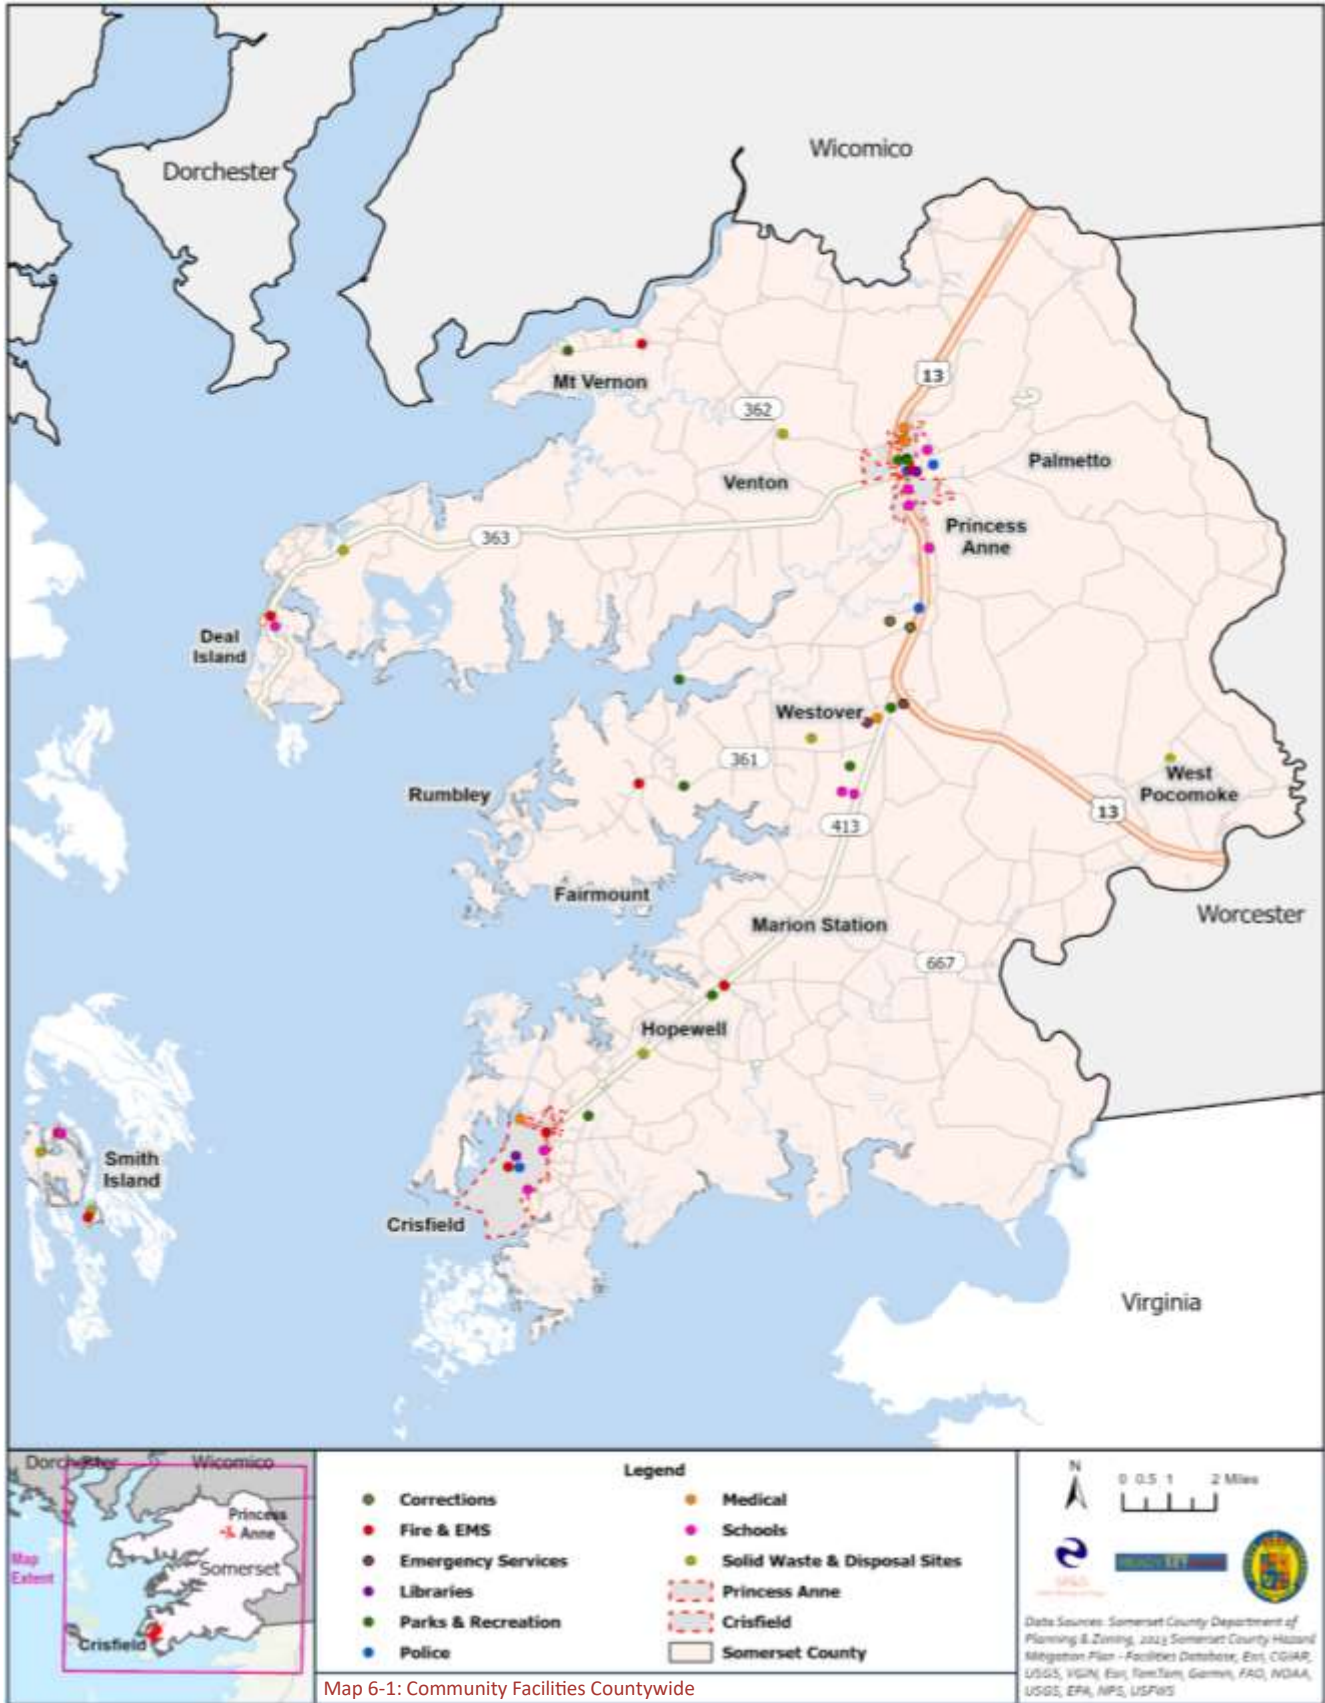 Dorchester
Wicomico
13
Mt Vernon
362
Palmetto
Venton
Princess
Anne
363
Deal
Island
Westover
361
West
Pocomoke
Rumbley
13
413
Fairmount
Worcester
Marion Station
667
Hopewell
Smith
Island
Crisfield
Virginia
Dorchester
Wicomico
Princess
Anne
Map
Extent
Somerset
Crisfield
Legend
Corrections
Fire & EMS
Emergency Services
Libraries
Parks & Recreation
Police
Medical
Schools
Solid Waste & Disposal Sites
Princess Anne
Crisfield
Somerset County
Map 6-1: Community Facilities Countywide
N
0 0.5 1 2 Miles
Data Sources: Somerset County Department of
Planning & Zoning, 2023 Somerset County Hazard
Mitigation Plan - Facilities Database, Esri, CGIAR,
USGS, VGIN, Esri, TomTom, Garmin, FAO, NOAA,
USGS, EPA, NPS, USFWS